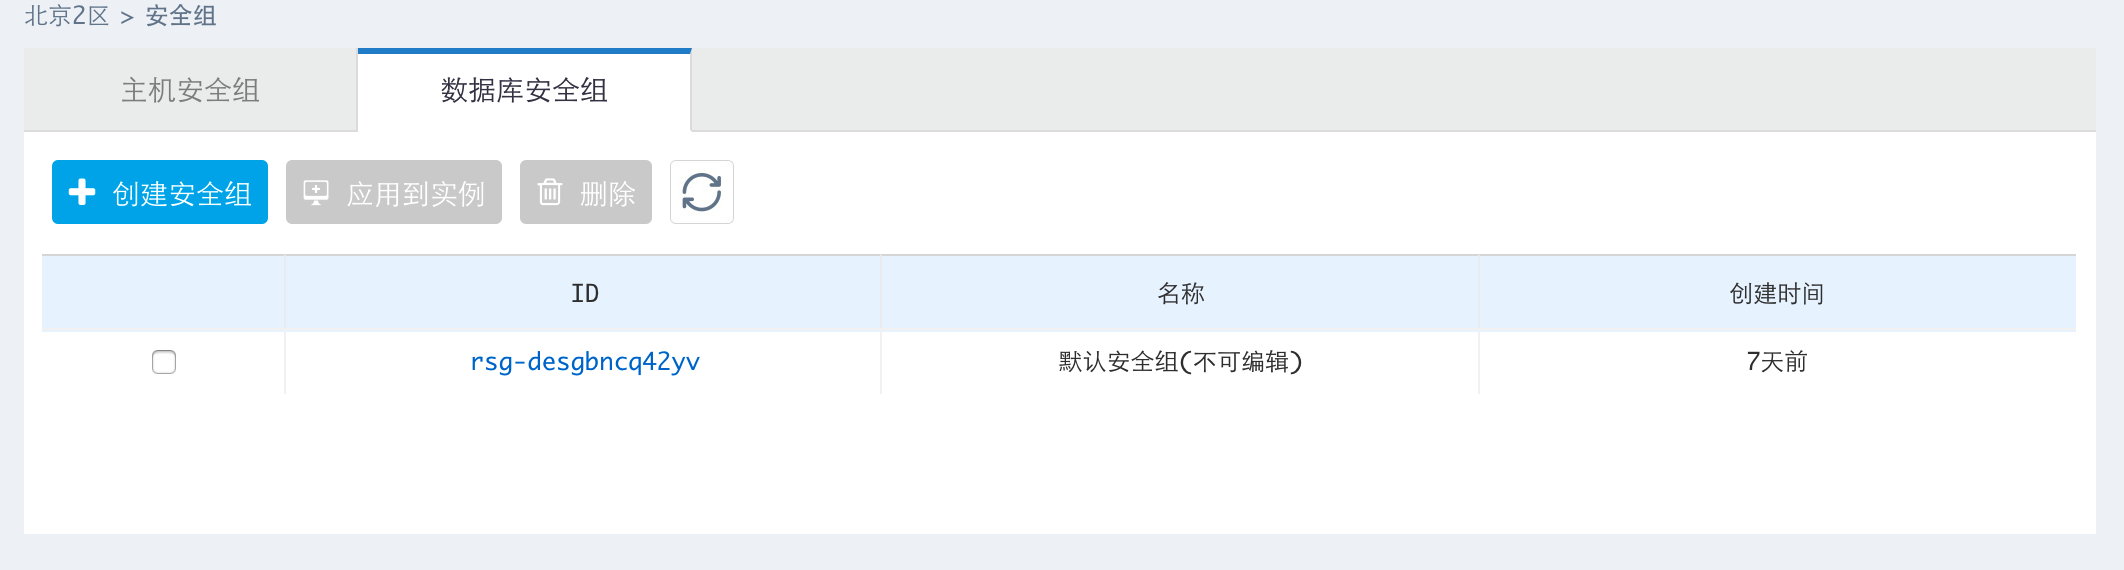 北京2区 > 安全组
主机安全组 数据库安全组
创建安全组 应用到实例 删除
ID 名称 创建时间
rsg-desgbncq42yv 默认安全组(不可编辑) 7天前